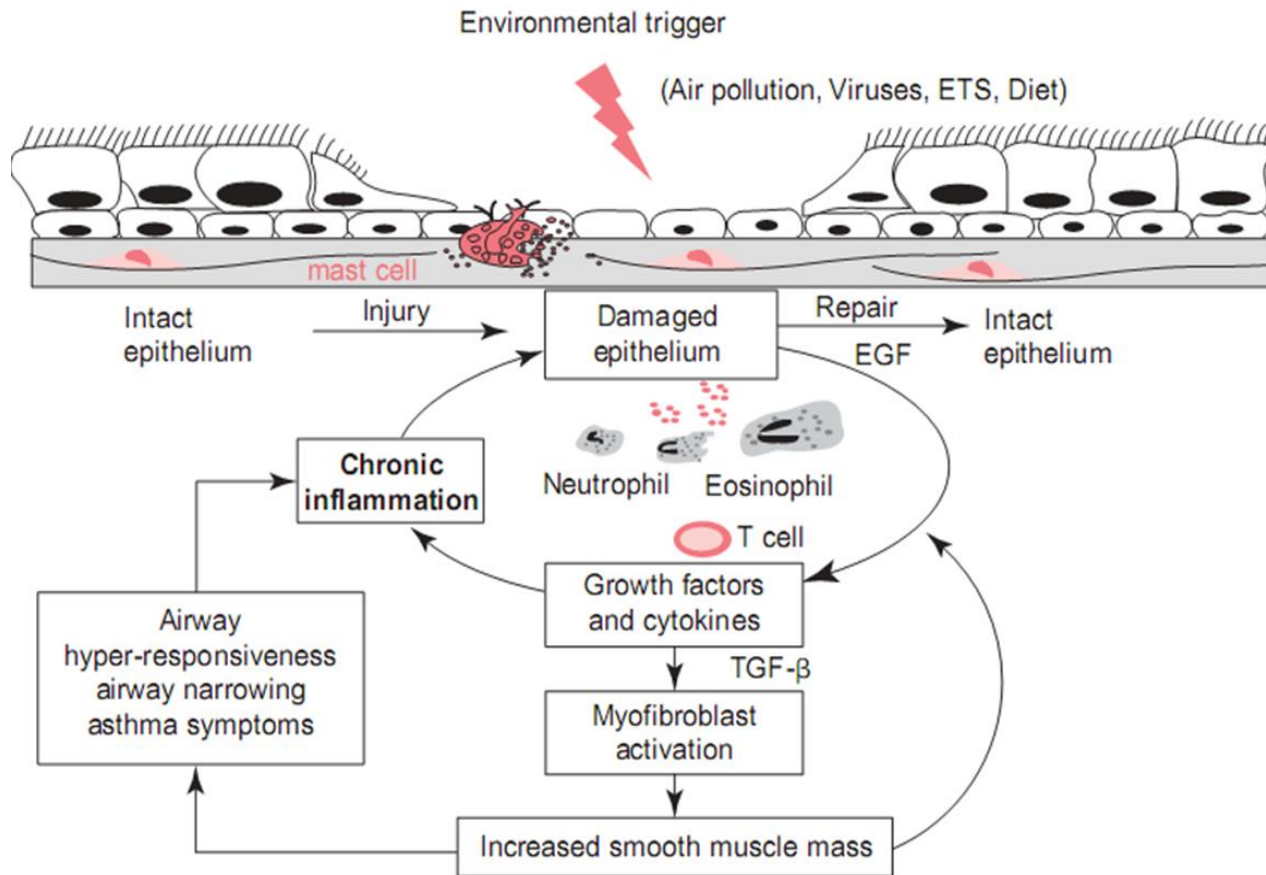 Environmental trigger
(Air pollution, Viruses, ETS, Diet)
mast cell
Intact
epithelium
Injury
Damaged
epithelium
Repair
EGF
Intact
epithelium
Chronic
inflammation
Neutrophil
Eosinophil
T cell
Growth factors
and cytokines
Airway
hyper-responsiveness
airway narrowing
asthma symptoms
TGF-β
Myofibroblast
activation
Increased smooth muscle mass